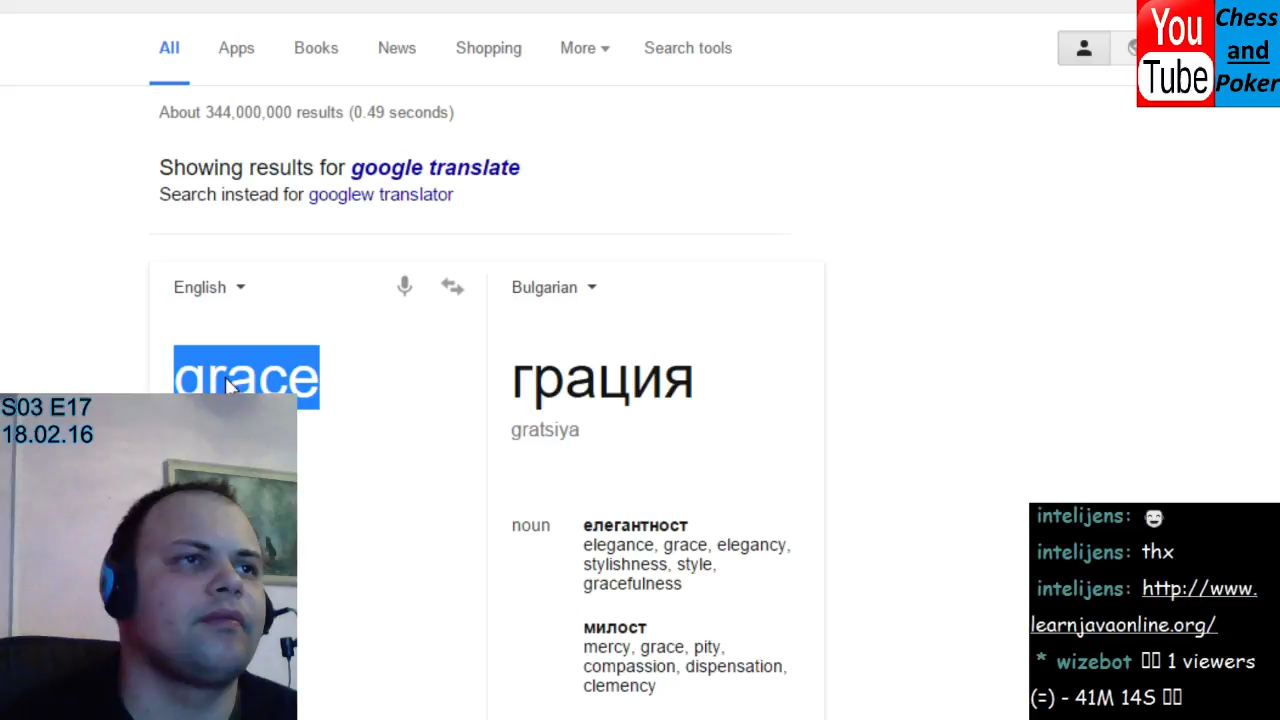 All
Apps
Books
News
Shopping
More
Search tools
You
Tube
Chess
and
Poker
About 344,000,000 results (0.49 seconds)
Showing results for google translate
Search instead for googlew translator
English
Bulgarian
grace
грация
gratsiya
noun
елегантност
elegance, grace, elegancy,
stylishness, style,
gracefulness
милост
mercy, grace, pity,
compassion, dispensation,
clemency
S03 E17
18.02.16
intelijens:
intelijens: thx
intelijens: http://www.
learnjavaonline.org/
* wizebot 1 viewers
(=) - 41M 14S